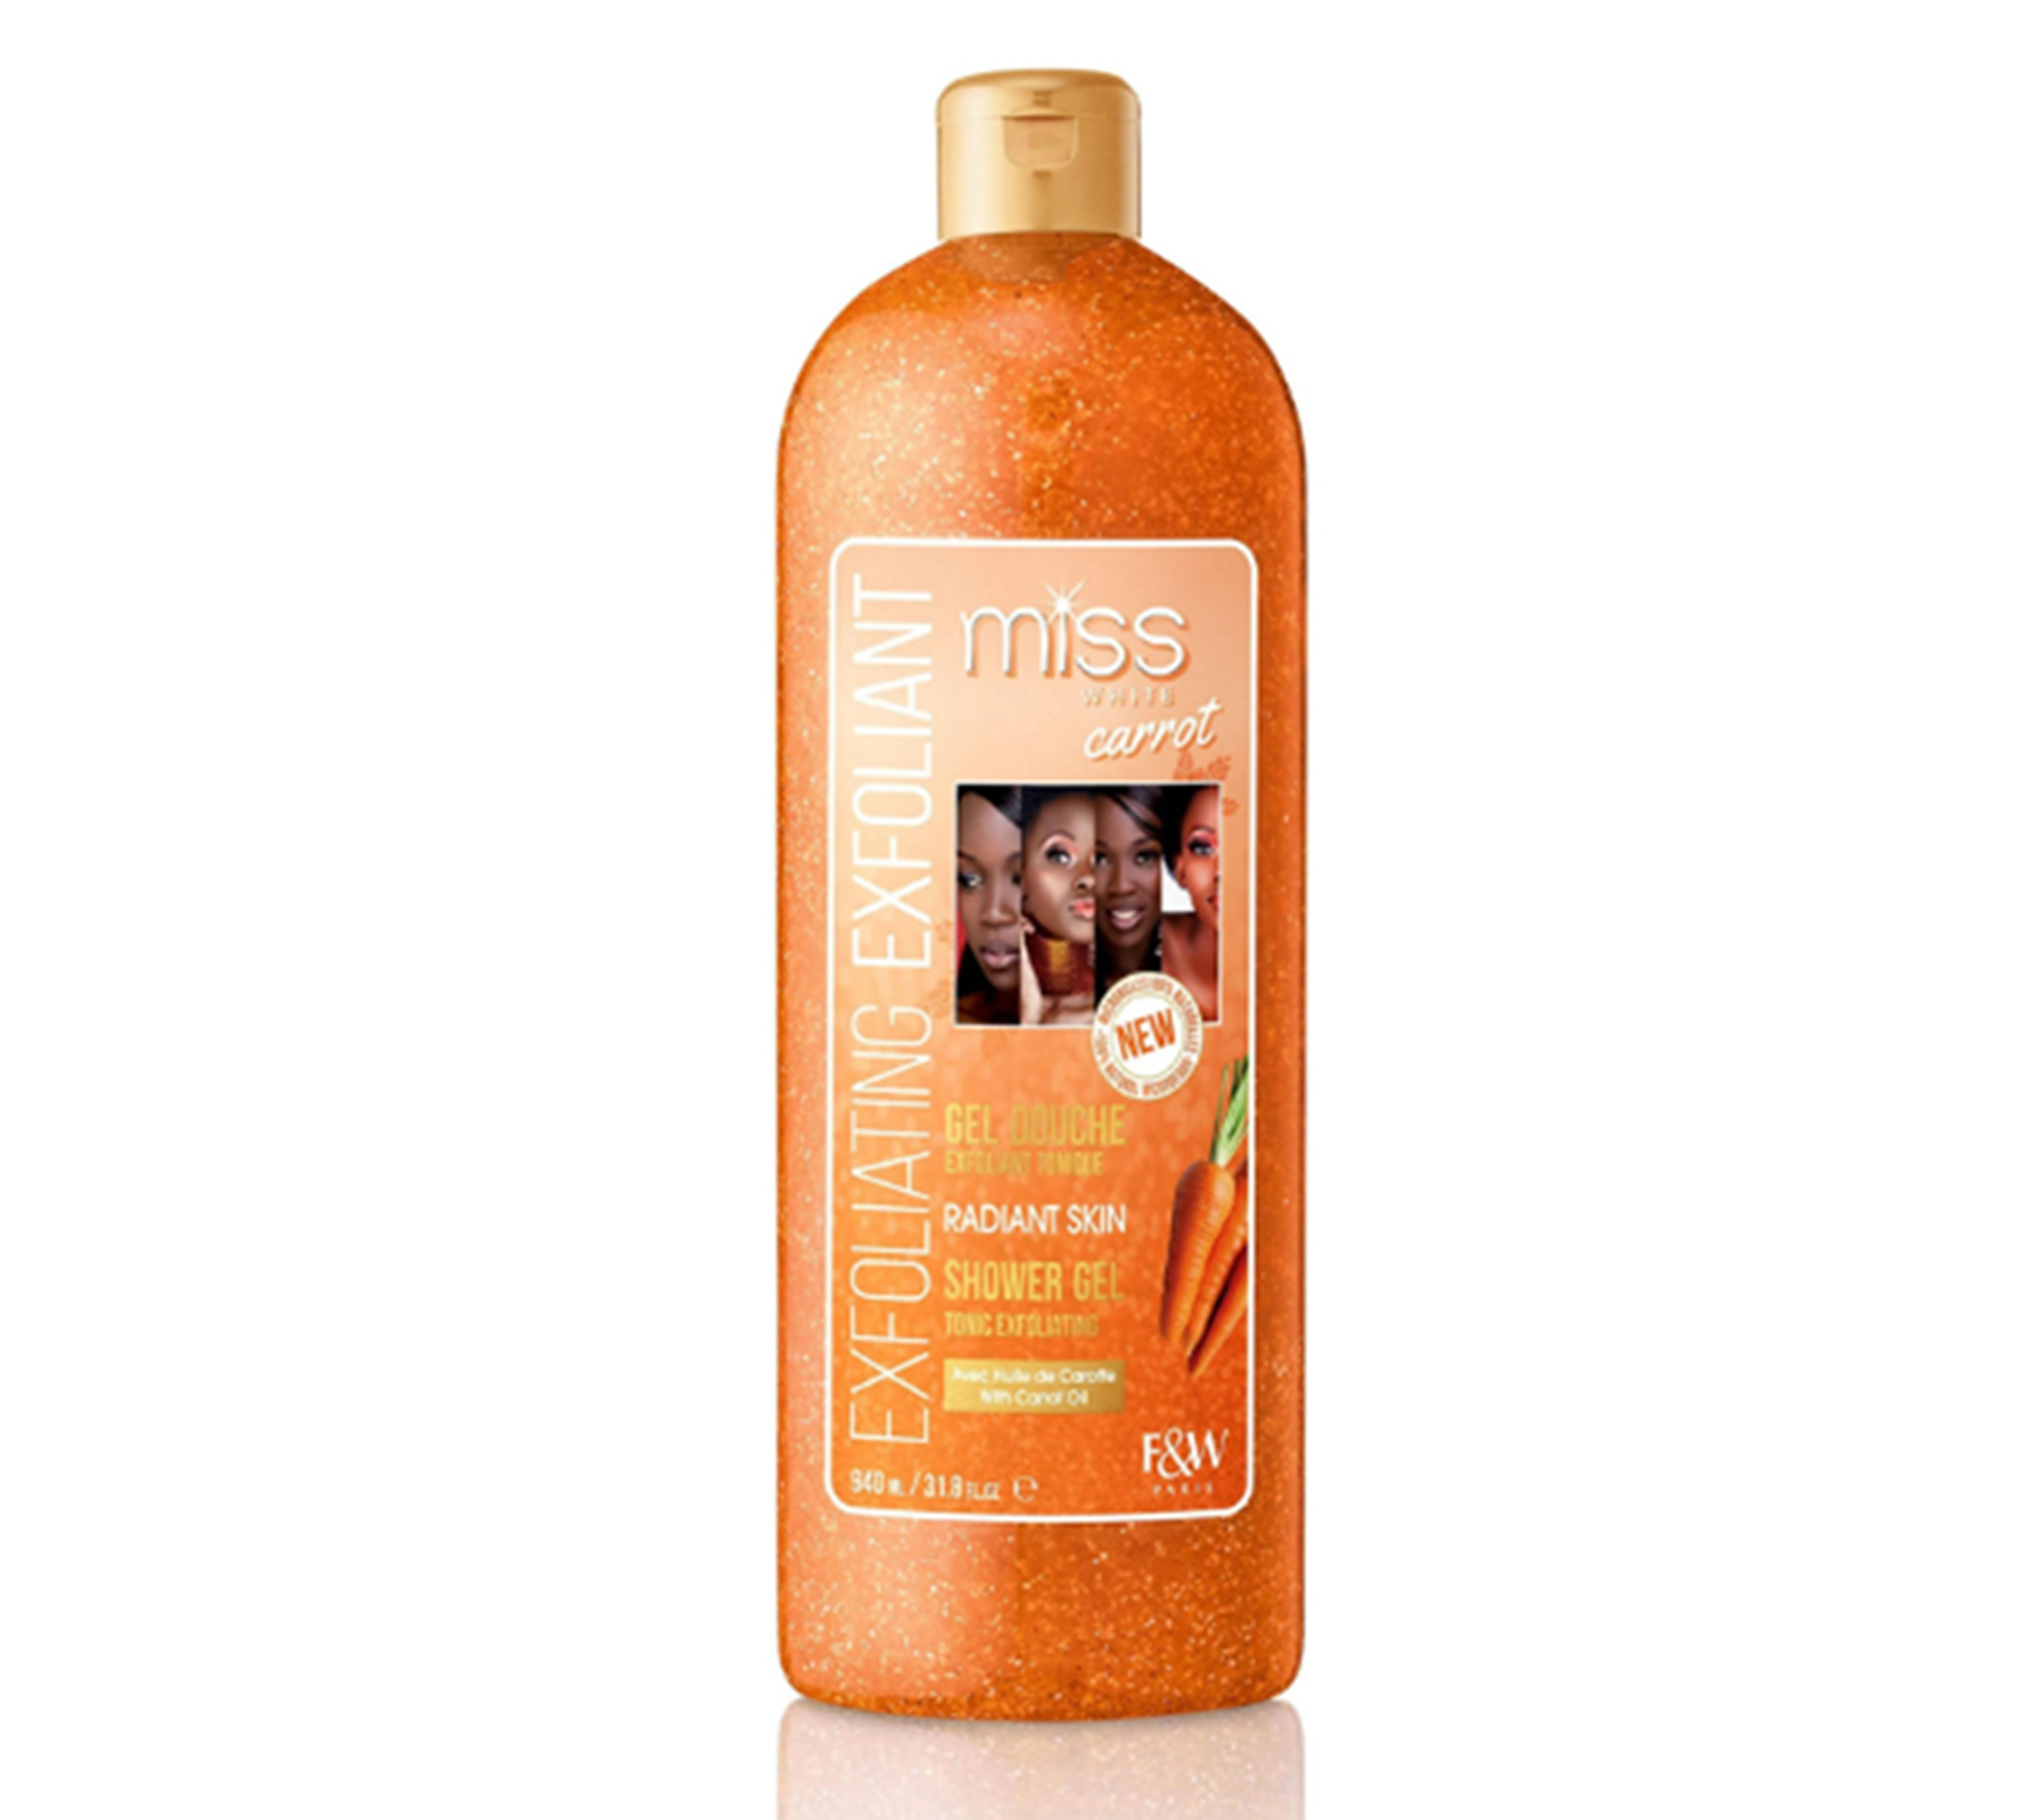 EXFOLIATING EXFOLIANT
miss
WHITE
carrot
NEW
GEL DOUCHE
EXFOLIANT TONIQUE
RADIANT SKIN
SHOWER GEL
TONIC EXFOLIATING
Avec Huile de Carotte
With Carrot Oil
F&W
PARIS
940 ML / 31.8 FL.OZ e